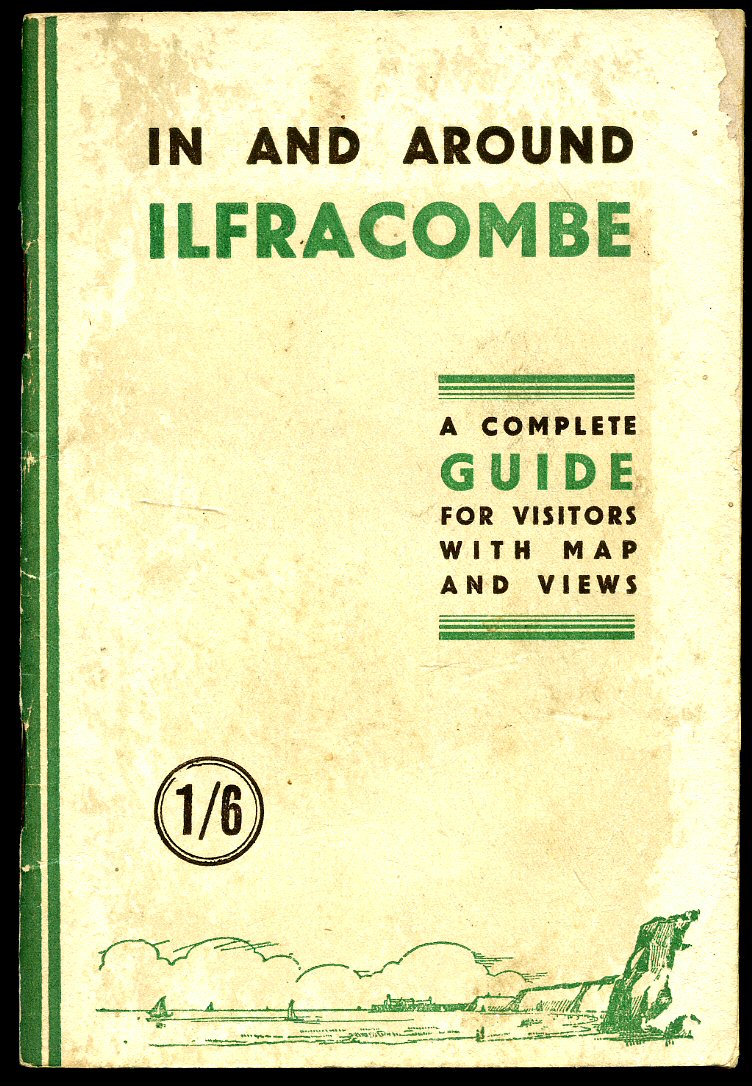 IN AND AROUND
ILFRACOMBE
A COMPLETE
GUIDE
FOR VISITORS
WITH MAP
AND VIEWS
1/6